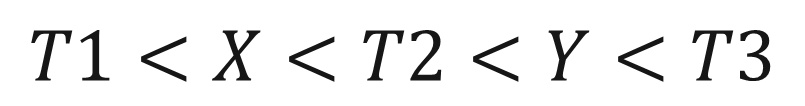 T1 < X < T2 < Y < T3